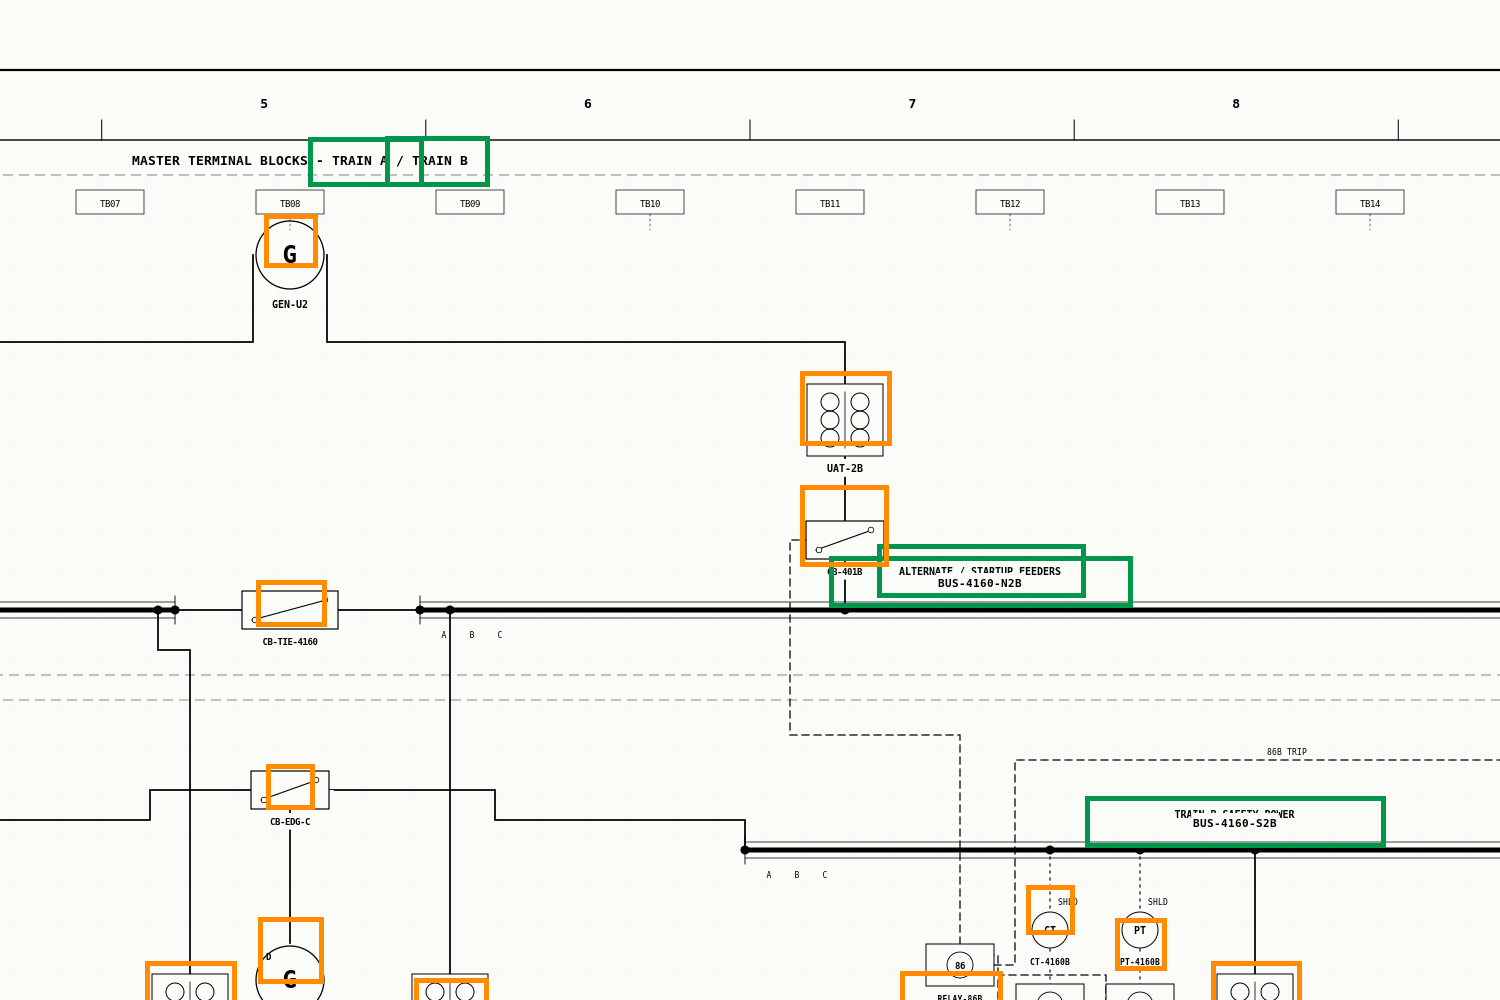 5 6 7 8
MASTER TERMINAL BLOCKS - TRAIN A / TRAIN B
TB07 TB08 TB09 TB10 TB11 TB12 TB13 TB14
G
GEN-U2
UAT-2B
CB-401B
ALTERNATE / STARTUP FEEDERS
BUS-4160-N2B
CB-TIE-4160
A B C
86B TRIP
CB-EDG-C
TRAIN B SAFETY POWER
BUS-4160-S2B
A B C
SHLD SHLD
CT PT
D
G
CT-4160B PT-4160B
86
RELAY-86B